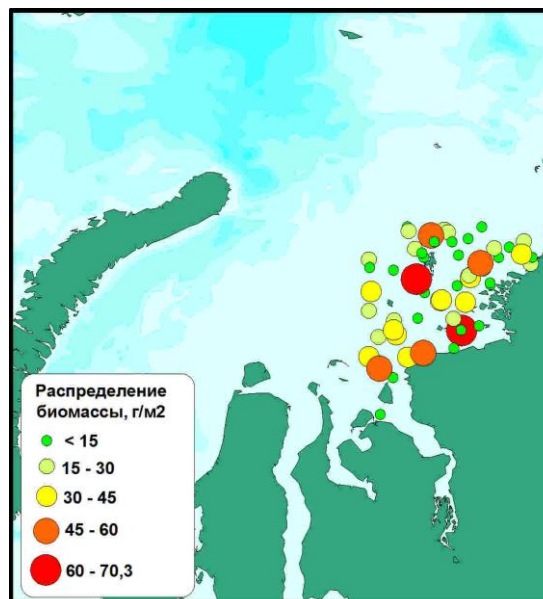 Распределение
биомассы, г/м2
< 15
15 - 30
30 - 45
45 - 60
60 - 70,3